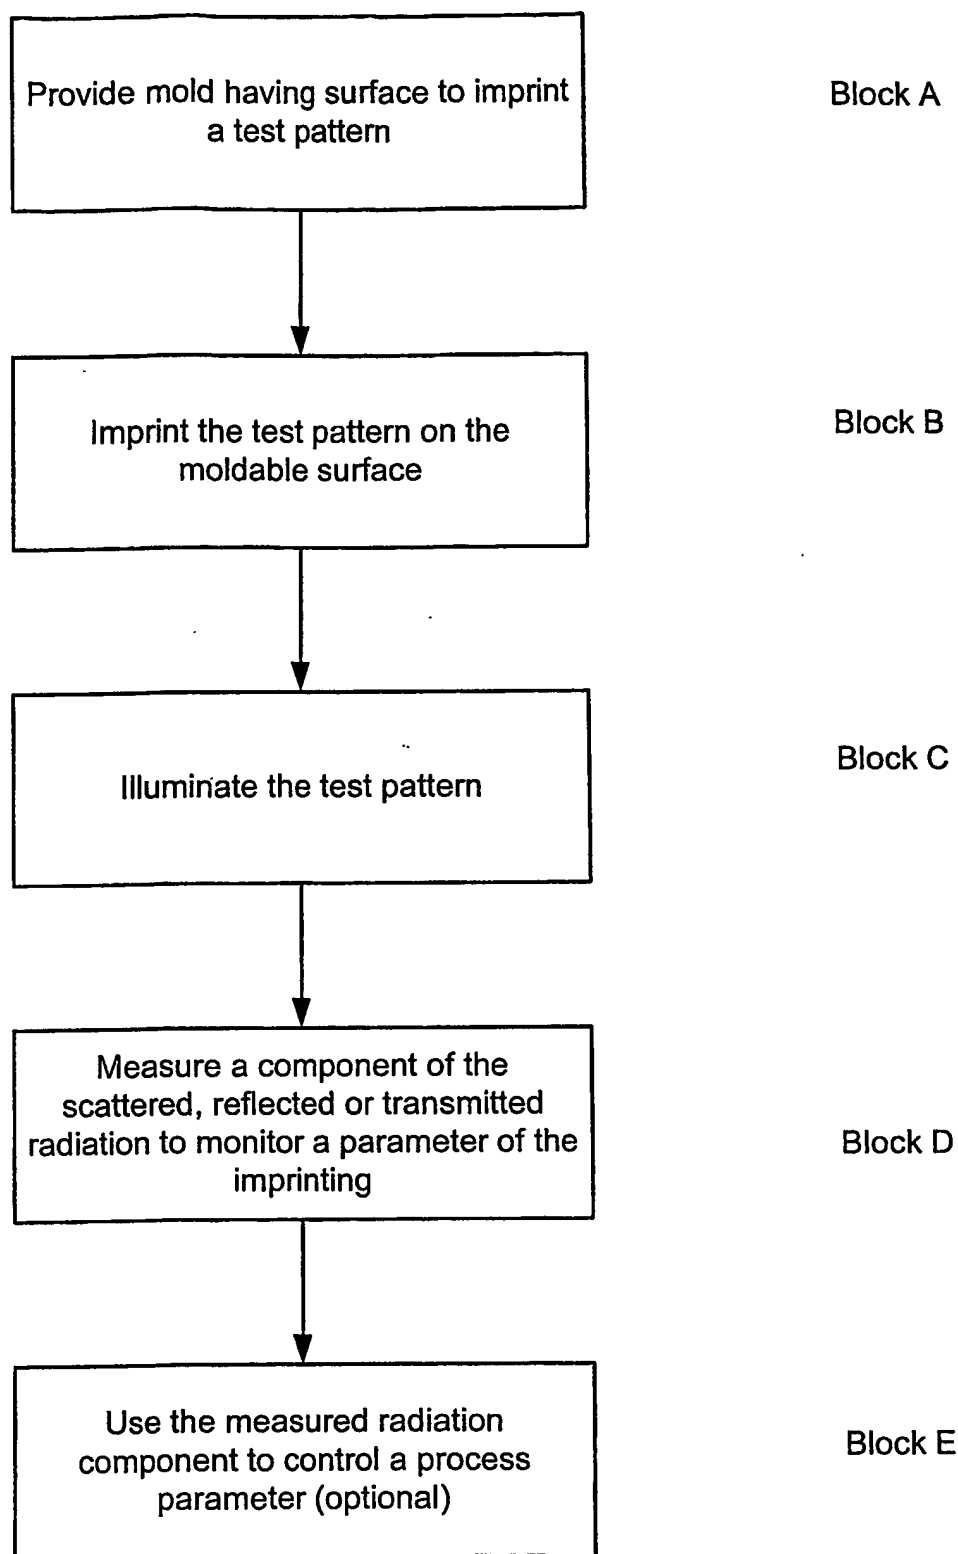 Provide mold having surface to imprint
a test pattern
Block A
Imprint the test pattern on the
moldable surface
Block B
Illuminate the test pattern
Block C
Measure a component of the
scattered, reflected or transmitted
radiation to monitor a parameter of the
imprinting
Block D
Use the measured radiation
component to control a process
parameter (optional)
Block E